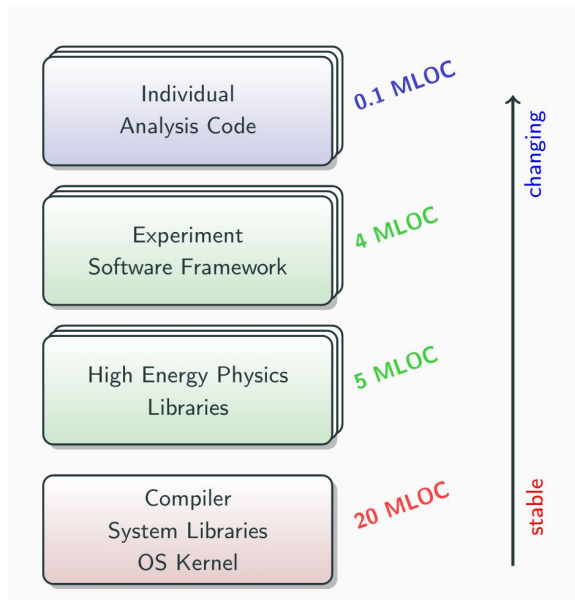 Individual
Analysis Code
0.1 MLOC
changing
Experiment
Software Framework
4 MLOC
High Energy Physics
Libraries
5 MLOC
Compiler
System Libraries
OS Kernel
20 MLOC
stable